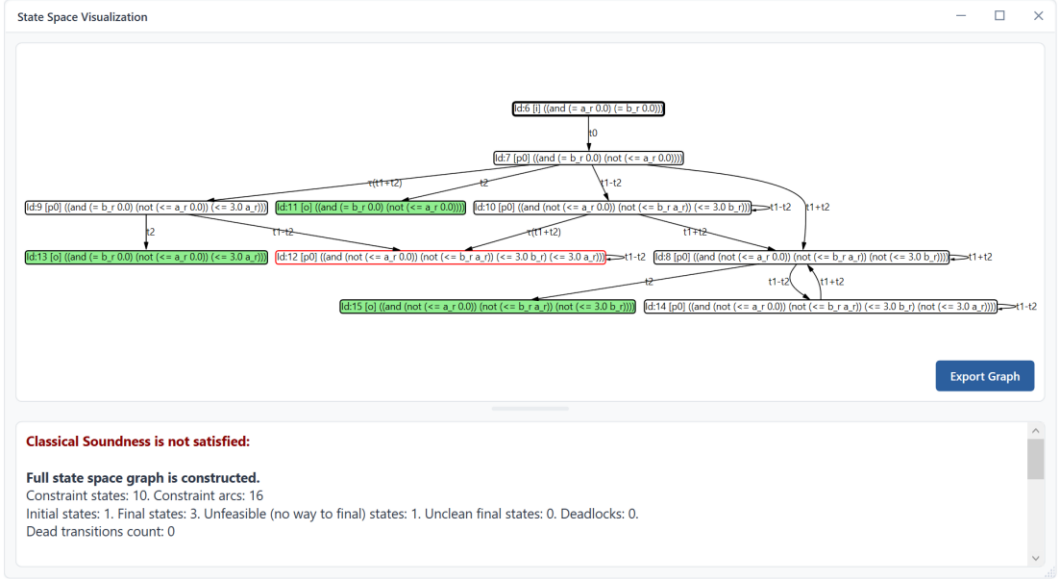 State Space Visualization
Id:6 [i] ((and (= a_r 0.0) (= b_r 0.0)))
t0
Id:7 [p0] ((and (= b_r 0.0) (not (<= a_r 0.0))))
τ(t1+t2)
t2
t1-t2
Id:9 [p0] ((and (= b_r 0.0) (not (<= a_r 0.0)) (<= 3.0 a_r)))
Id:11 [o] ((and (= b_r 0.0) (not (<= a_r 0.0))))
Id:10 [p0] ((and (not (<= a_r 0.0)) (not (<= b_r a_r)) (<= 3.0 b_r)))
t1-t2
t1+t2
t2
t1-t2
τ(t1+t2)
t1+t2
Id:13 [o] ((and (= b_r 0.0) (not (<= a_r 0.0)) (<= 3.0 a_r)))
Id:12 [p0] ((and (not (<= a_r 0.0)) (not (<= b_r a_r)) (<= 3.0 b_r) (<= 3.0 a_r)))
t1-t2
Id:8 [p0] ((and (not (<= a_r 0.0)) (not (<= b_r a_r)) (not (<= 3.0 b_r))))
t1+t2
t2
t1-t2
t1+t2
Id:15 [o] ((and (not (<= a_r 0.0)) (not (<= b_r a_r)) (not (<= 3.0 b_r))))
Id:14 [p0] ((and (not (<= a_r 0.0)) (not (<= b_r a_r)) (<= 3.0 b_r) (not (<= 3.0 a_r))))
t1-t2
Export Graph
Classical Soundness is not satisfied:
Full state space graph is constructed.
Constraint states: 10. Constraint arcs: 16
Initial states: 1. Final states: 3. Unfeasible (no way to final) states: 1. Unclean final states: 0. Deadlocks: 0.
Dead transitions count: 0